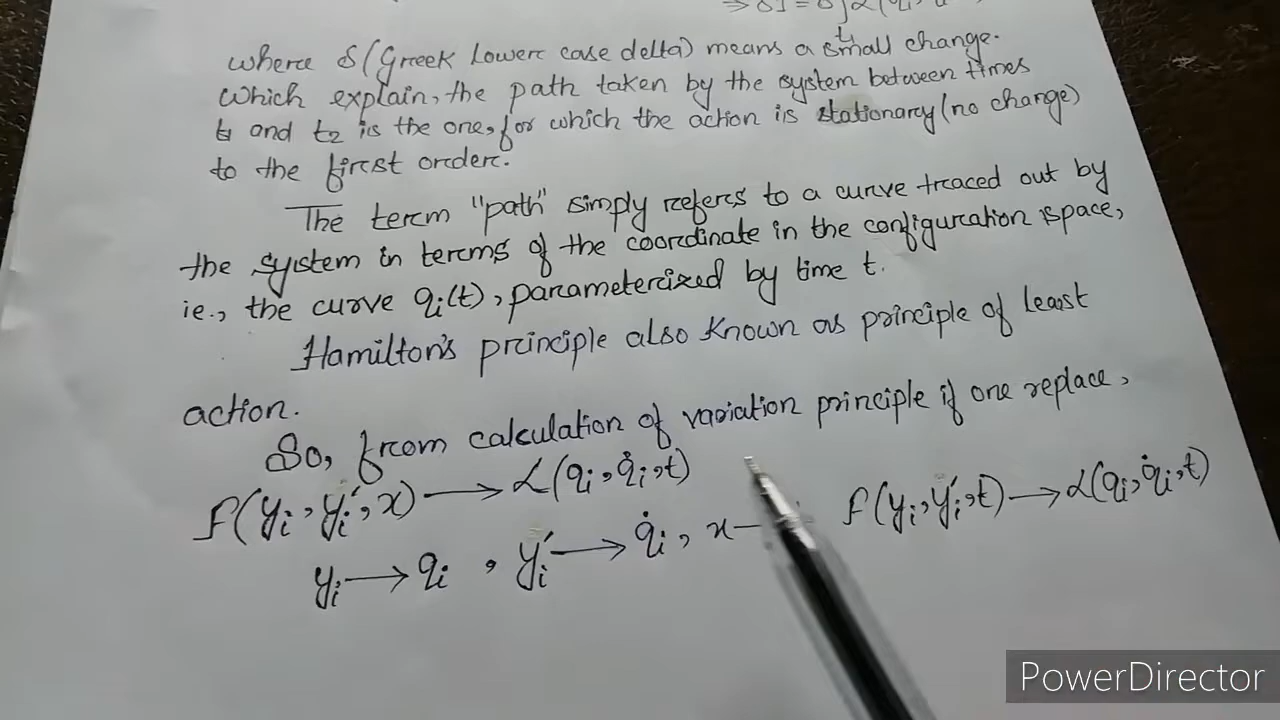 ⇒ δI = δ∫L(q
where δ (Greek Lower case delta) means a small change.
which explain, the path taken by the system between times
t₁ and t₂ is the one, for which the action is stationary (no change)
to the first order.
The term "path" simply refers to a curve traced out by
the system in terms of the coordinate in the configuration space,
ie., the curve qᵢ(t), parameterized by time t.
Hamilton's principle also known as principle of least
action.
So, from calculation of variation principle if one replace,
f(yᵢ, yᵢ′, x) ⟶ L(qᵢ, q̇ᵢ, t) f(yᵢ, yᵢ′, t) ⟶ L(qᵢ, q̇ᵢ, t)
yᵢ ⟶ qᵢ , yᵢ′ ⟶ q̇ᵢ, x —
PowerDirector